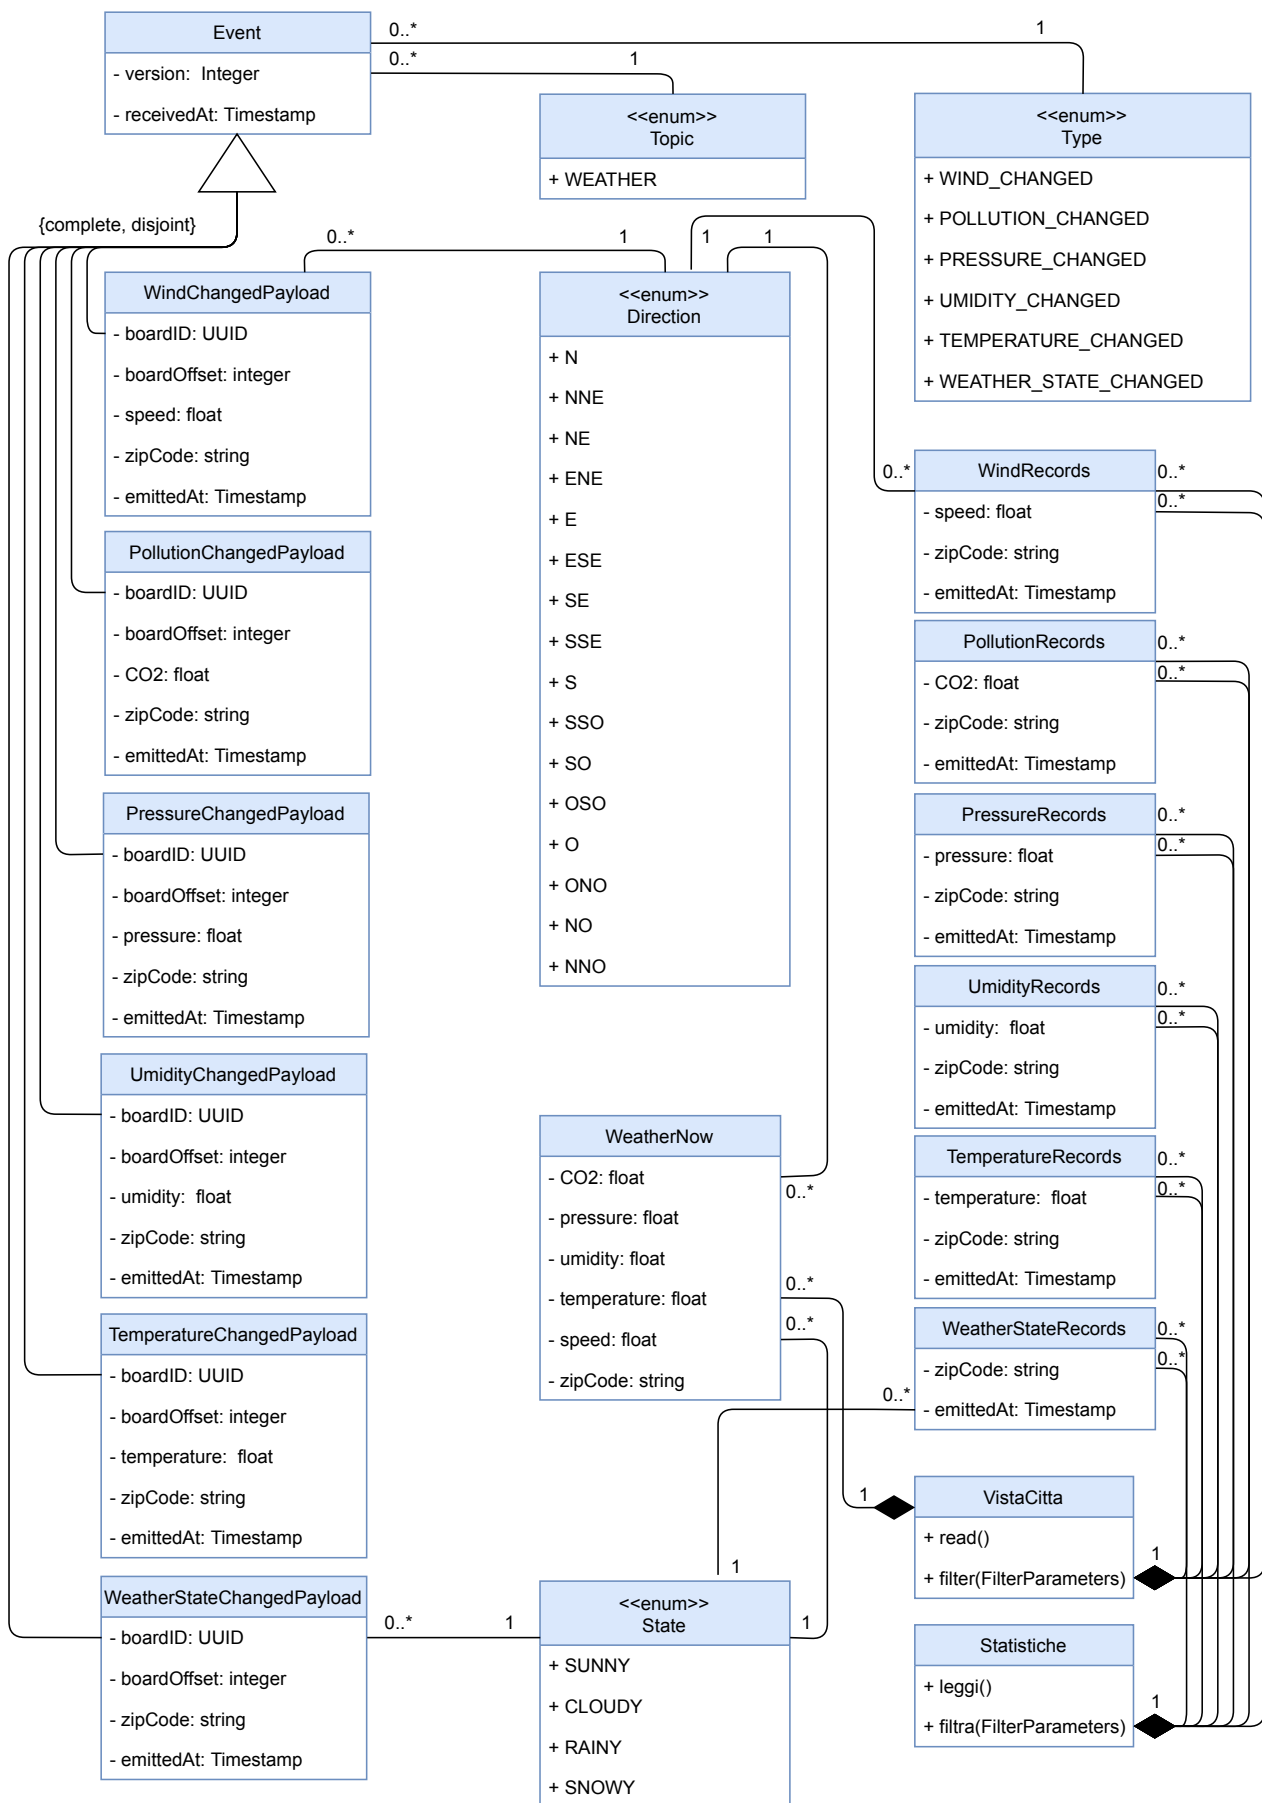 Event
- version:  Integer
- receivedAt: Timestamp
0..*
1
0..*
1
<<enum>>
Topic
+ WEATHER
<<enum>>
Type
+ WIND_CHANGED
+ POLLUTION_CHANGED
+ PRESSURE_CHANGED
+ UMIDITY_CHANGED
+ TEMPERATURE_CHANGED
+ WEATHER_STATE_CHANGED
{complete, disjoint}
0..*
1
1
1
WindChangedPayload
- boardID: UUID
- boardOffset: integer
- speed: float
- zipCode: string
- emittedAt: Timestamp
PollutionChangedPayload
- boardID: UUID
- boardOffset: integer
- CO2: float
- zipCode: string
- emittedAt: Timestamp
PressureChangedPayload
- boardID: UUID
- boardOffset: integer
- pressure: float
- zipCode: string
- emittedAt: Timestamp
UmidityChangedPayload
- boardID: UUID
- boardOffset: integer
- umidity:  float
- zipCode: string
- emittedAt: Timestamp
TemperatureChangedPayload
- boardID: UUID
- boardOffset: integer
- temperature:  float
- zipCode: string
- emittedAt: Timestamp
WeatherStateChangedPayload
- boardID: UUID
- boardOffset: integer
- zipCode: string
- emittedAt: Timestamp
0..*
1
<<enum>>
Direction
+ N
+ NNE
+ NE
+ ENE
+ E
+ ESE
+ SE
+ SSE
+ S
+ SSO
+ SO
+ OSO
+ O
+ ONO
+ NO
+ NNO
WeatherNow
- CO2: float
- pressure: float
- umidity: float
- temperature: float
- speed: float
- zipCode: string
0..*
0..*
0..*
1
1
1
<<enum>>
State
+ SUNNY
+ CLOUDY
+ RAINY
+ SNOWY
0..*
WindRecords
- speed: float
- zipCode: string
- emittedAt: Timestamp
0..*
0..*
PollutionRecords
- CO2: float
- zipCode: string
- emittedAt: Timestamp
0..*
0..*
PressureRecords
- pressure: float
- zipCode: string
- emittedAt: Timestamp
0..*
0..*
UmidityRecords
- umidity:  float
- zipCode: string
- emittedAt: Timestamp
0..*
0..*
TemperatureRecords
- temperature:  float
- zipCode: string
- emittedAt: Timestamp
0..*
0..*
WeatherStateRecords
- zipCode: string
- emittedAt: Timestamp
0..*
0..*
0..*
VistaCitta
+ read()
+ filter(FilterParameters)
1
Statistiche
+ leggi()
+ filtra(FilterParameters)
1